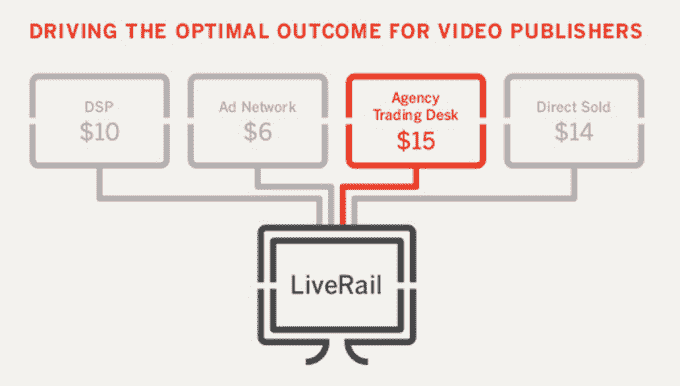 DRIVING THE OPTIMAL OUTCOME FOR VIDEO PUBLISHERS
DSP
$10
Ad Network
$6
Agency
Trading Desk
$15
Direct Sold
$14
LiveRail